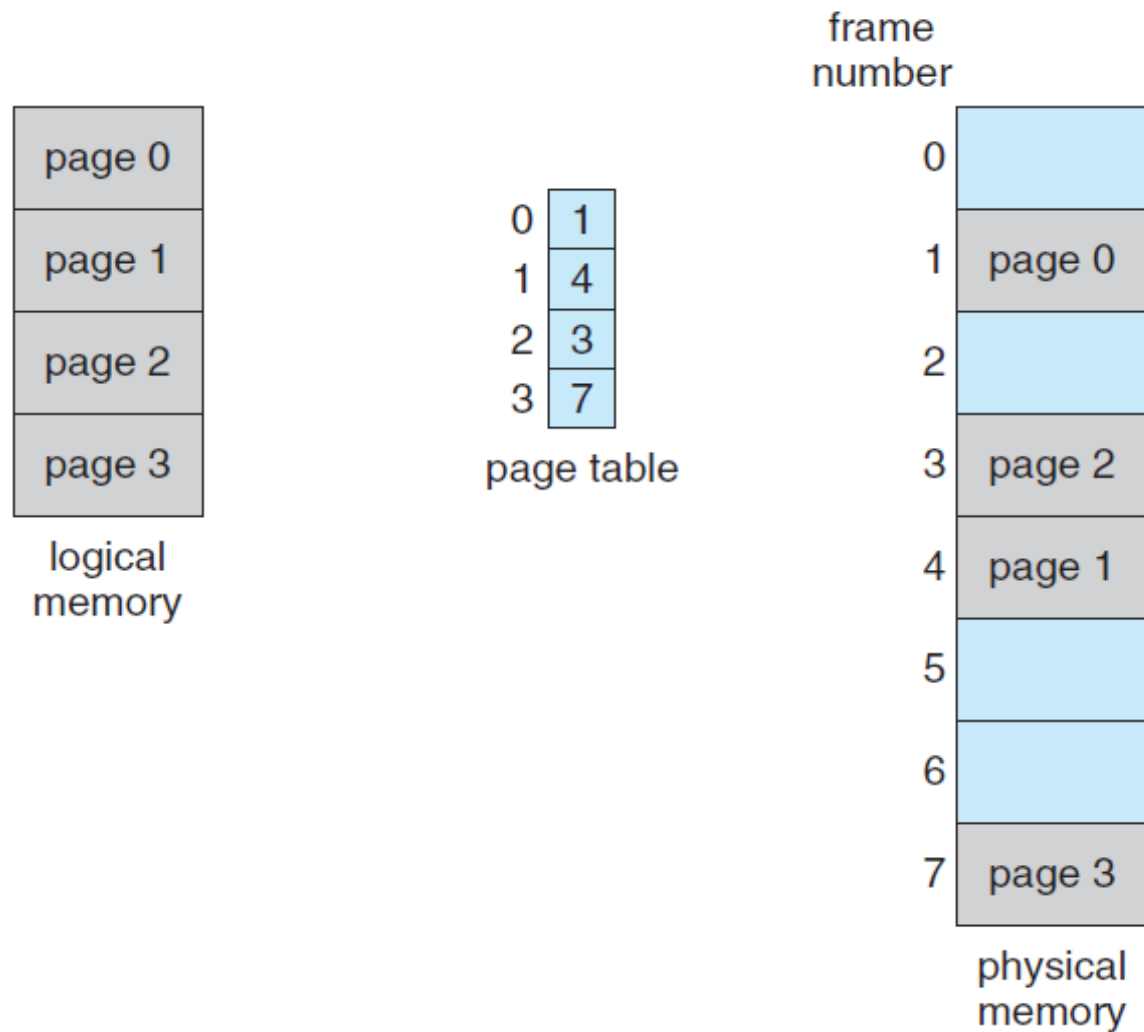 page 0
page 1
page 2
page 3
logical
memory
0 1
1 4
2 3
3 7
page table
frame
number
0
1 page 0
2
3 page 2
4 page 1
5
6
7 page 3
physical
memory